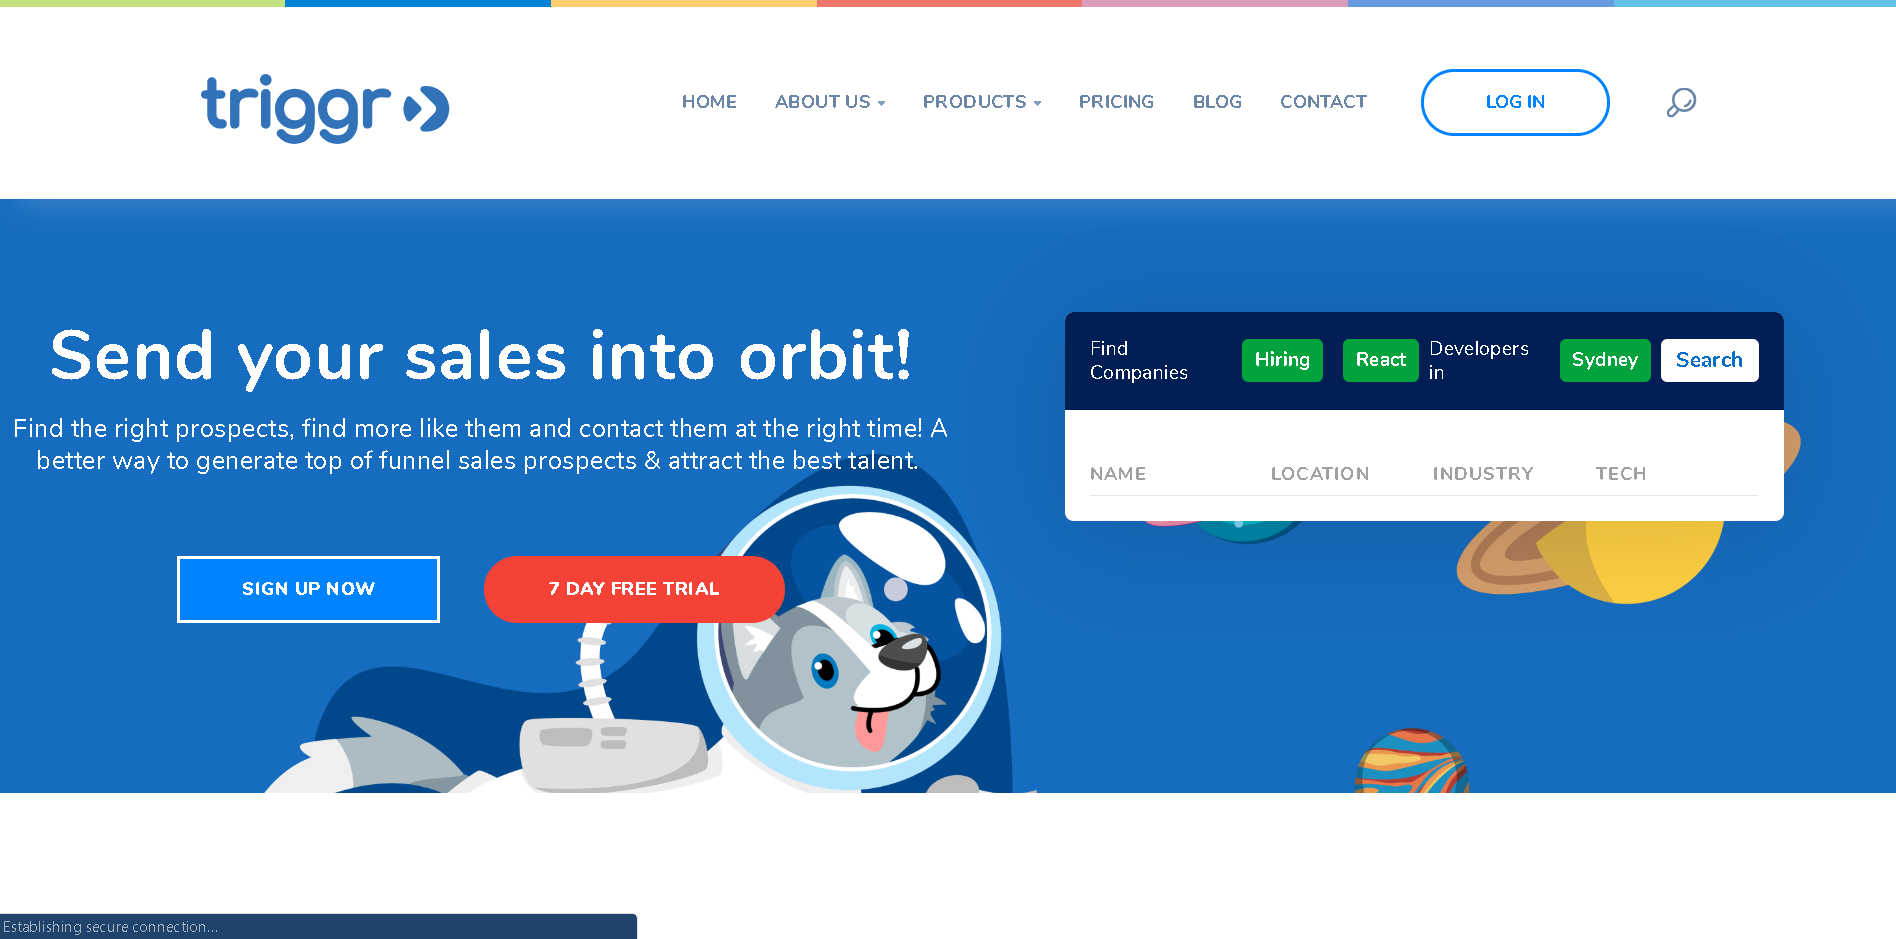 triggr
HOME ABOUT US PRODUCTS PRICING BLOG CONTACT LOG IN
Send your sales into orbit!
Find the right prospects, find more like them and contact them at the right time! A
better way to generate top of funnel sales prospects & attract the best talent.
SIGN UP NOW 7 DAY FREE TRIAL
Find
Companies
Hiring React
Developers
in
Sydney Search
NAME LOCATION INDUSTRY TECH
Establishing secure connection...